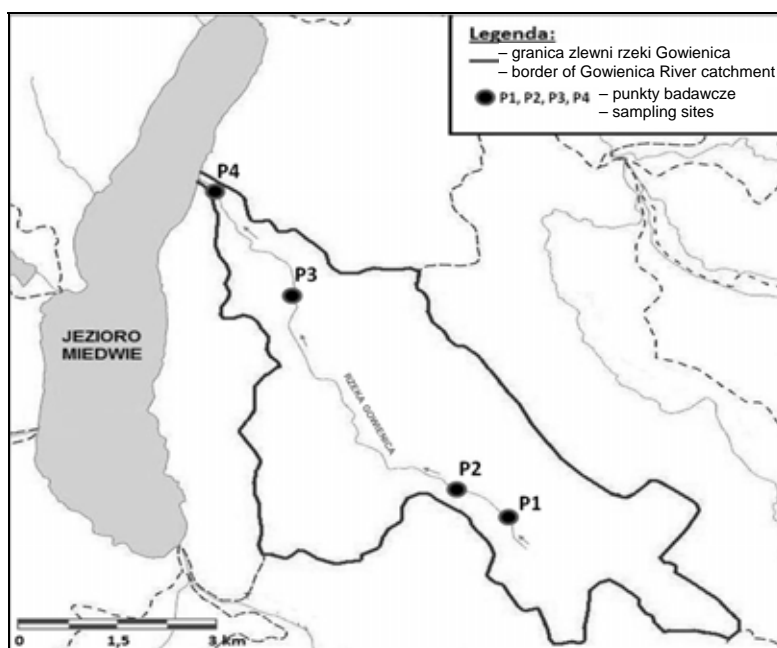 Legenda:
– granica zlewni rzeki Gowienica
– border of Gowienica River catchment
P1, P2, P3, P4 – punkty badawcze
– sampling sites
P4
P3
JEZIORO
MIEDWIE
RZEKA GOWIENICA
P2
P1
0 1,5 3 km